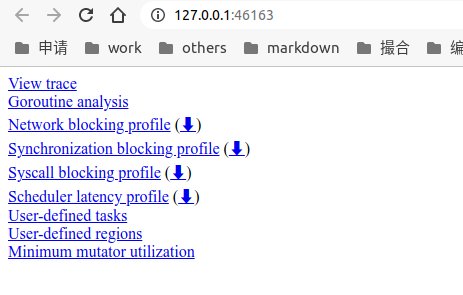 127.0.0.1:46163
申请 work others markdown 撮合 编
View trace
Goroutine analysis
Network blocking profile (⬇)
Synchronization blocking profile (⬇)
Syscall blocking profile (⬇)
Scheduler latency profile (⬇)
User-defined tasks
User-defined regions
Minimum mutator utilization